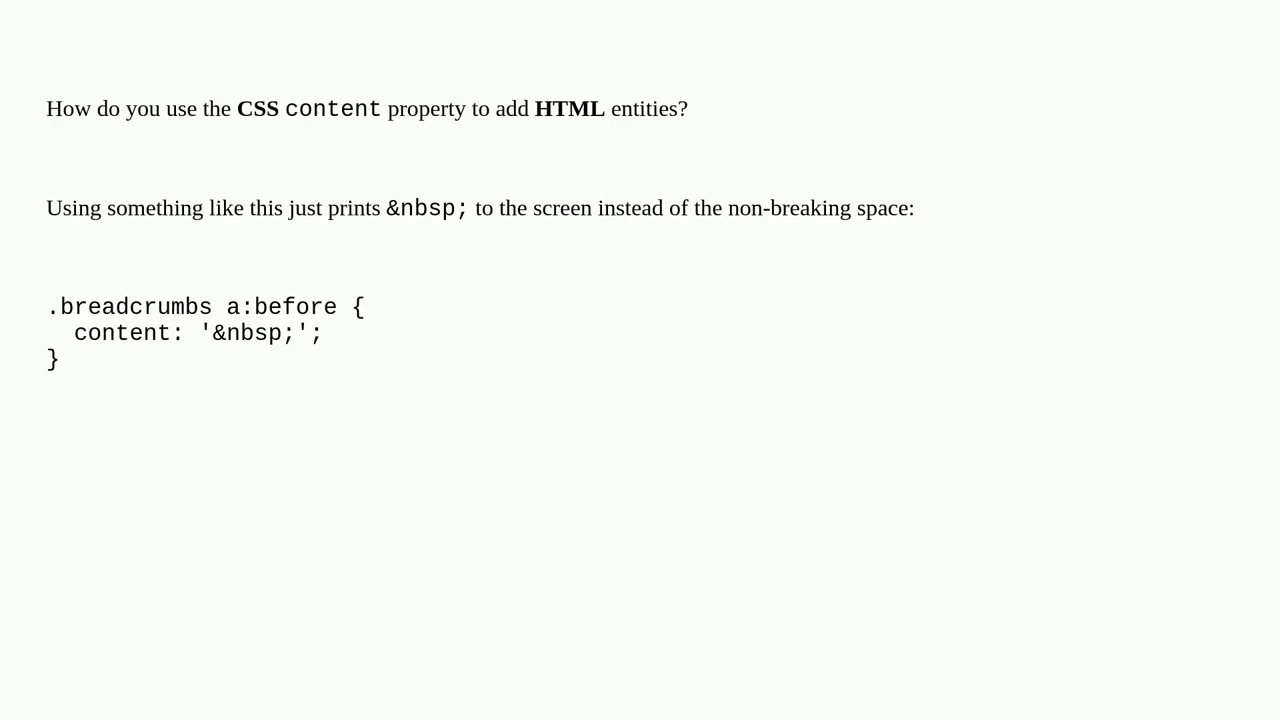 How do you use the CSS content property to add HTML entities?
Using something like this just prints &nbsp; to the screen instead of the non-breaking space:
.breadcrumbs a:before {
  content: '&nbsp;';
}